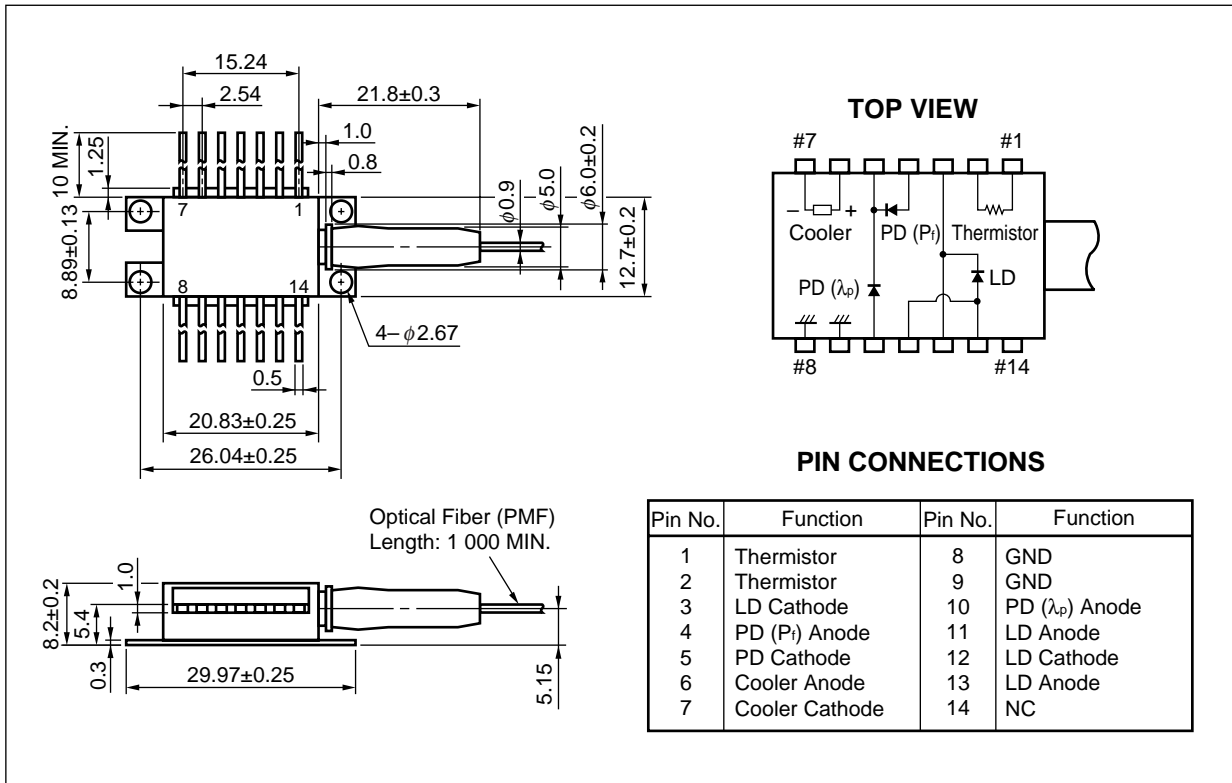 15.24
2.54
21.8±0.3
1.0
0.8
10 MIN.
1.25
8.89±0.13
7
1
8
14
φ0.9
φ5.0
φ6.0±0.2
12.7±0.2
4–φ2.67
0.5
20.83±0.25
26.04±0.25
TOP VIEW
#7
#1
– +
Cooler
PD (Pf)
Thermistor
PD (λp)
LD
#8
#14
Optical Fiber (PMF)
Length: 1 000 MIN.
8.2±0.2
5.4
1.0
0.3
29.97±0.25
5.15
PIN CONNECTIONS
Pin No. Function Pin No. Function
1 Thermistor 8 GND
2 Thermistor 9 GND
3 LD Cathode 10 PD (λp) Anode
4 PD (Pf) Anode 11 LD Anode
5 PD Cathode 12 LD Cathode
6 Cooler Anode 13 LD Anode
7 Cooler Cathode 14 NC